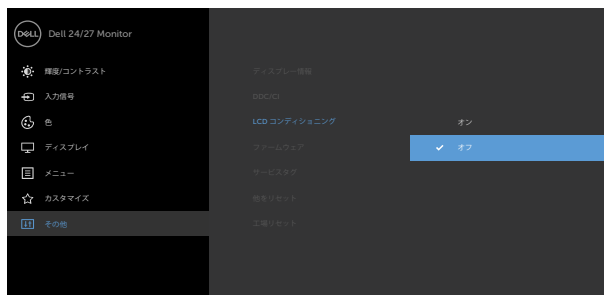 DELL
Dell 24/27 Monitor
輝度/コントラスト
入力信号
色
ディスプレイ
メニュー
カスタマイズ
その他
ディスプレー情報
DDC/CI
LCD コンディショニング
ファームウェア
サービスタグ
他をリセット
工場リセット
オン
オフ